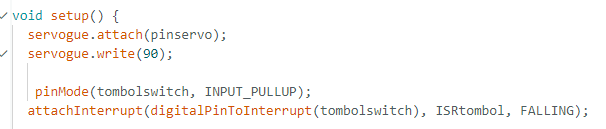 void setup() {
servogue.attach(pinservo);
servogue.write(90);
pinMode(tombolswitch, INPUT_PULLUP);
attachInterrupt(digitalPinToInterrupt(tombolswitch), ISRtombol, FALLING);